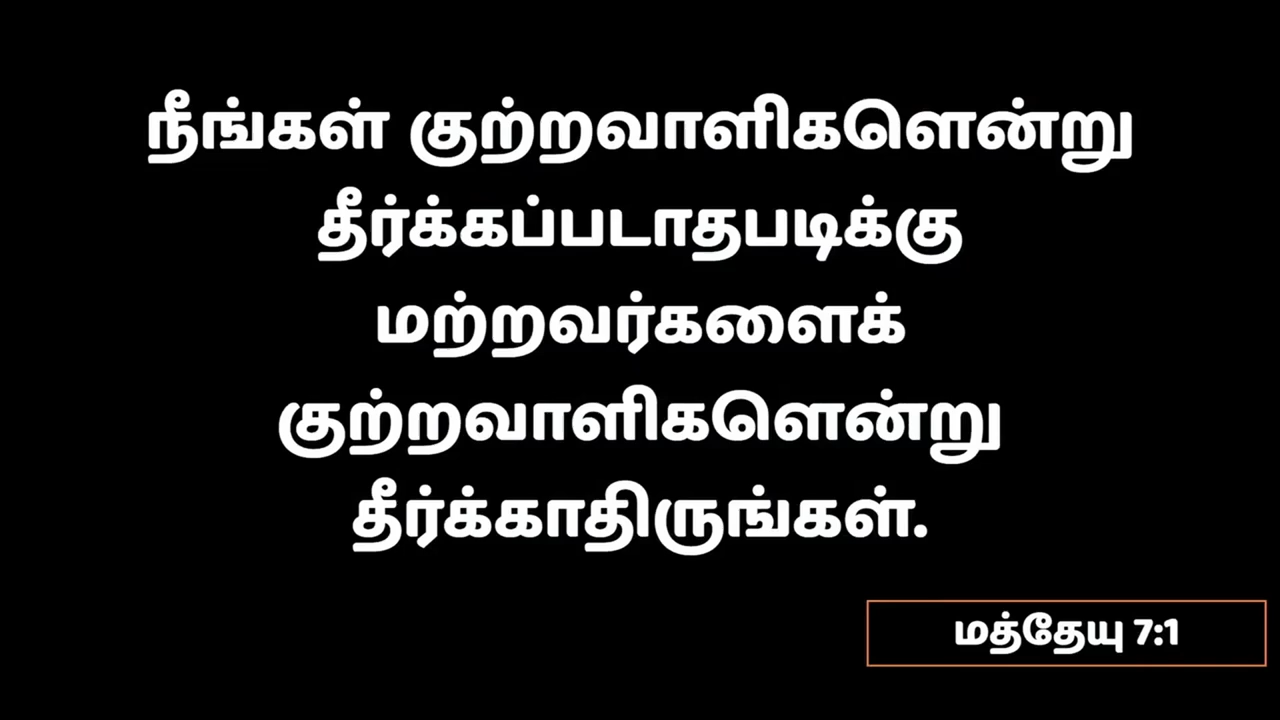 நீங்கள் குற்றவாளிகளென்று
தீர்க்கப்படாதபடிக்கு
மற்றவர்களைக்
குற்றவாளிகளென்று
தீர்க்காதிருங்கள்.
மத்தேயு 7:1